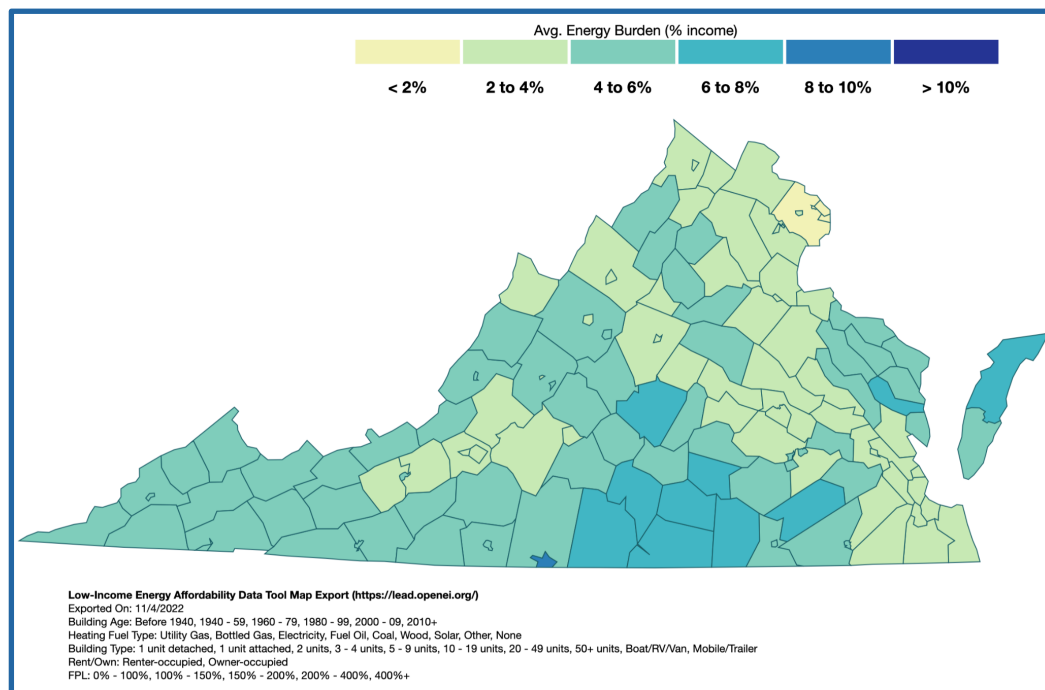 Avg. Energy Burden (% income)
< 2% 2 to 4% 4 to 6% 6 to 8% 8 to 10% > 10%
Low-Income Energy Affordability Data Tool Map Export (https://lead.openei.org/)
Exported On: 11/4/2022
Building Age: Before 1940, 1940 - 59, 1960 - 79, 1980 - 99, 2000 - 09, 2010+
Heating Fuel Type: Utility Gas, Bottled Gas, Electricity, Fuel Oil, Coal, Wood, Solar, Other, None
Building Type: 1 unit detached, 1 unit attached, 2 units, 3 - 4 units, 5 - 9 units, 10 - 19 units, 20 - 49 units, 50+ units, Boat/RV/Van, Mobile/Trailer
Rent/Own: Renter-occupied, Owner-occupied
FPL: 0% - 100%, 100% - 150%, 150% - 200%, 200% - 400%, 400%+